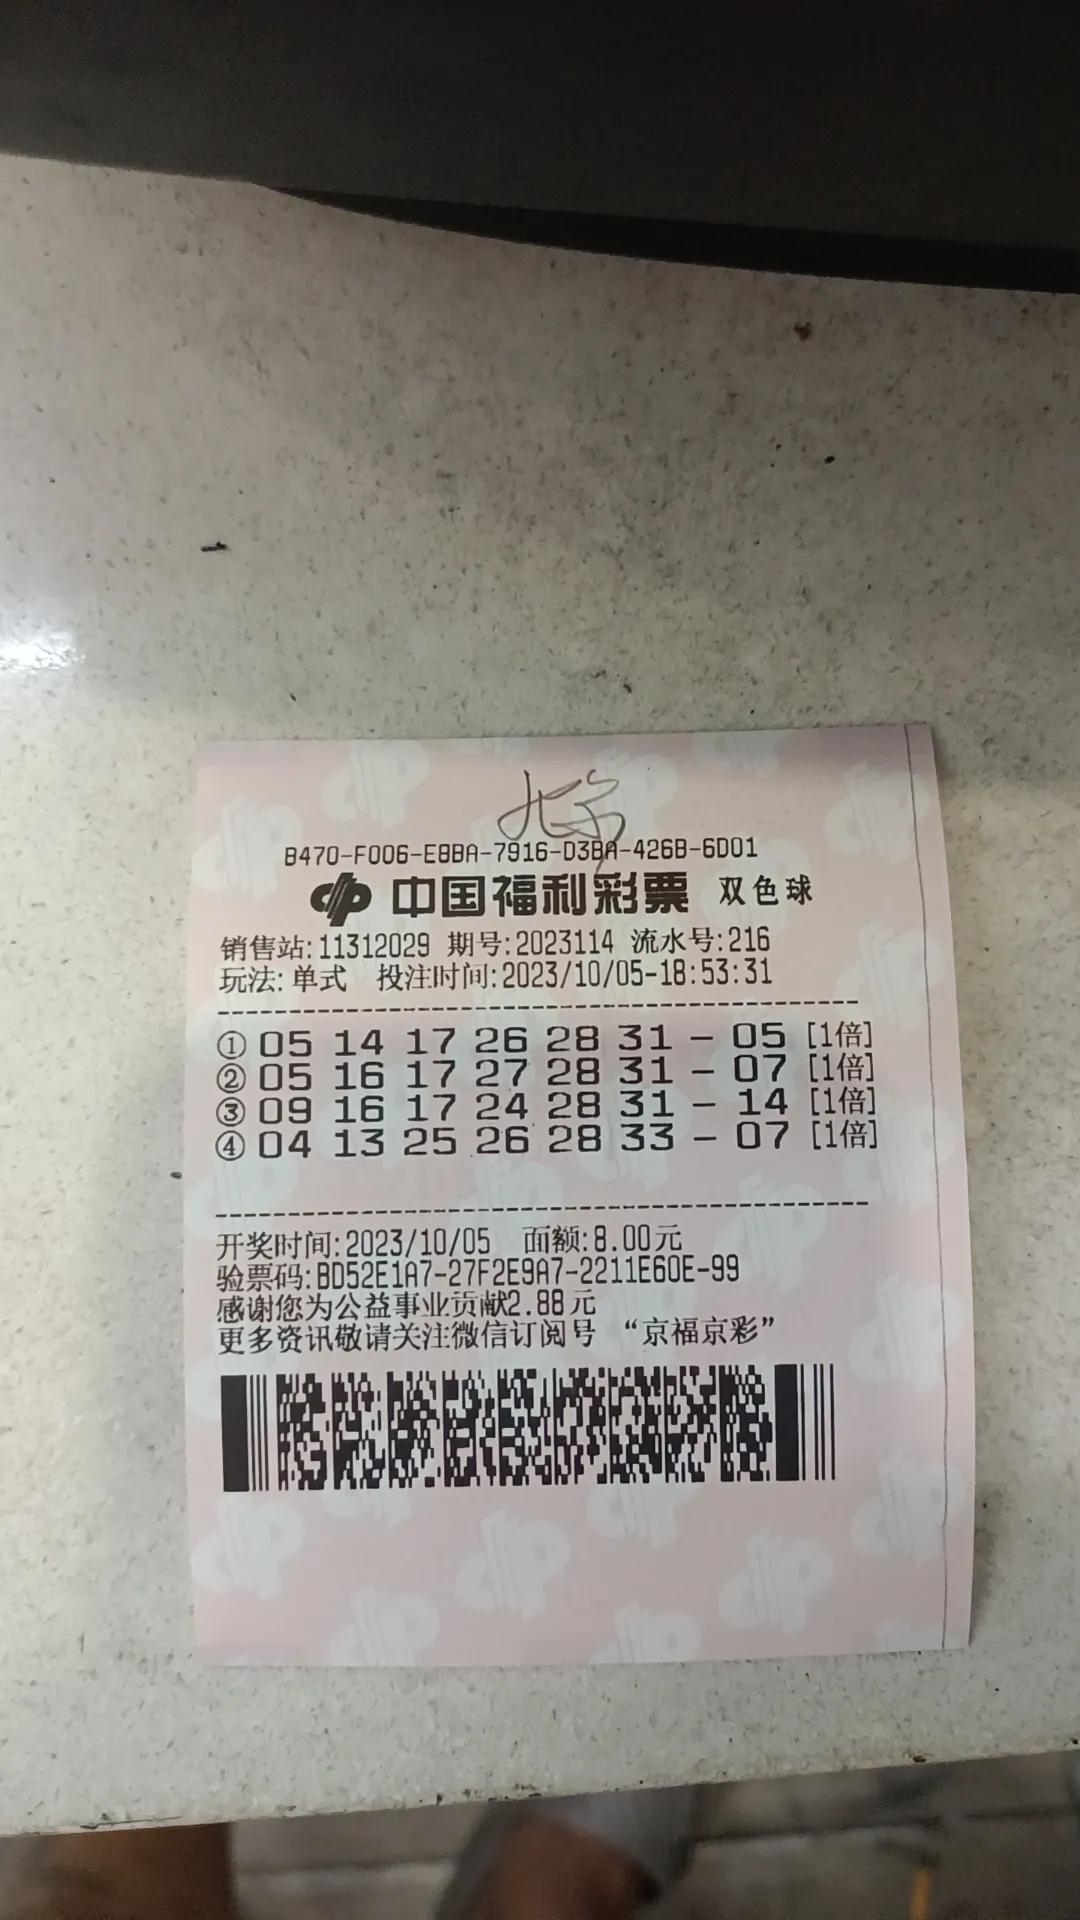 北京
B470-F006-E8BA-7916-D3BA-426B-6D01
中国福利彩票 双色球
销售站:11312029 期号:2023114 流水号:216
玩法:单式 投注时间:2023/10/05-18:53:31
① 05 14 17 26 28 31 - 05 [1倍]
② 05 16 17 27 28 31 - 07 [1倍]
③ 09 16 17 24 28 31 - 14 [1倍]
④ 04 13 25 26 28 33 - 07 [1倍]
开奖时间:2023/10/05 面额:8.00元
验票码:BD52E1A7-27F2E9A7-2211E60E-99
感谢您为公益事业贡献2.88元
更多资讯敬请关注微信订阅号 “京福京彩”